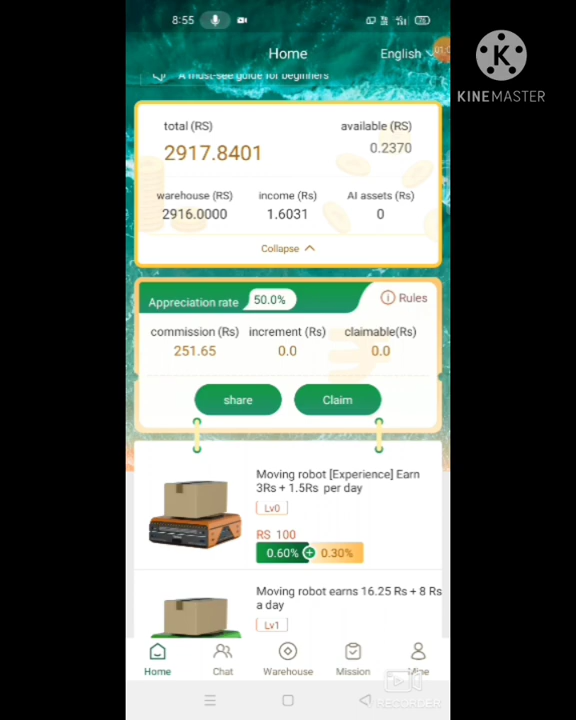 8:55
78
Home
English
01:0
K
KINEMASTER
A must-see guide for beginners
total (RS)
available (RS)
2917.8401
0.2370
warehouse (RS)
income (Rs)
AI assets (Rs)
2916.0000
1.6031
0
Collapse
Appreciation rate
50.0%
Rules
commission (Rs)
increment (Rs)
claimable(Rs)
251.65
0.0
0.0
share
Claim
Moving robot [Experience] Earn
3Rs + 1.5Rs per day
Lv0
RS 100
0.60% + 0.30%
Moving robot earns 16.25 Rs + 8 Rs
a day
Lv1
Home
Chat
Warehouse
Mission
Mine
RECORDER